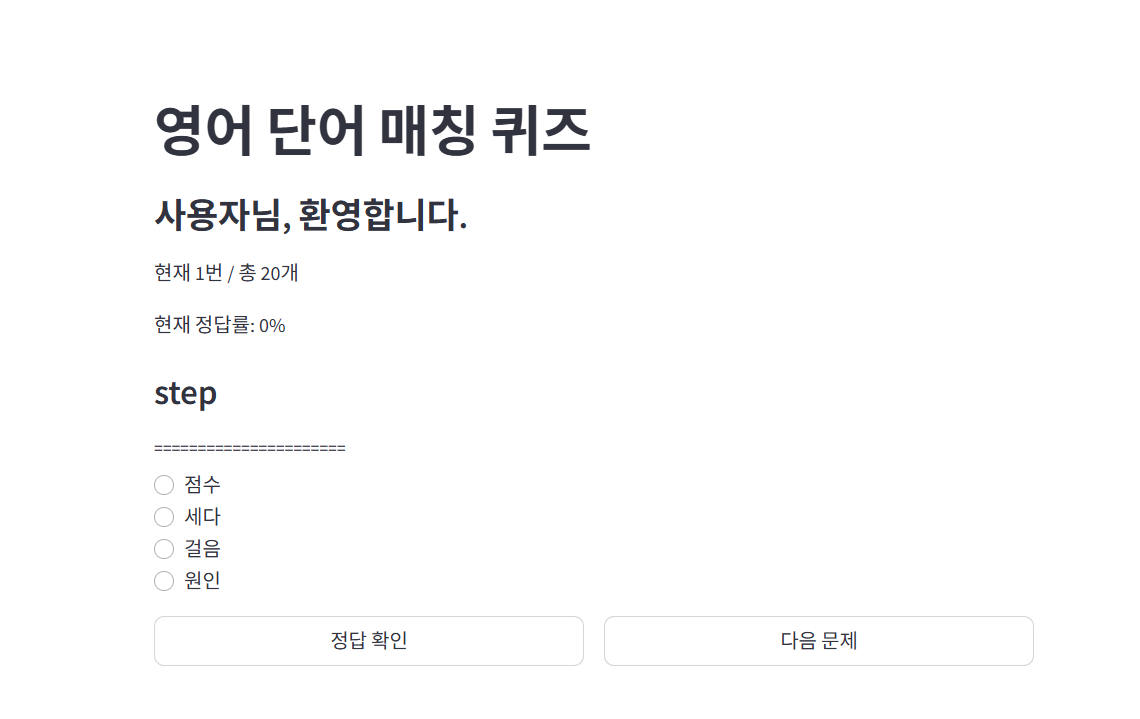 영어 단어 매칭 퀴즈
사용자님, 환영합니다.
현재 1번 / 총 20개
현재 정답률: 0%
step
======================
점수
세다
걸음
원인
정답 확인
다음 문제